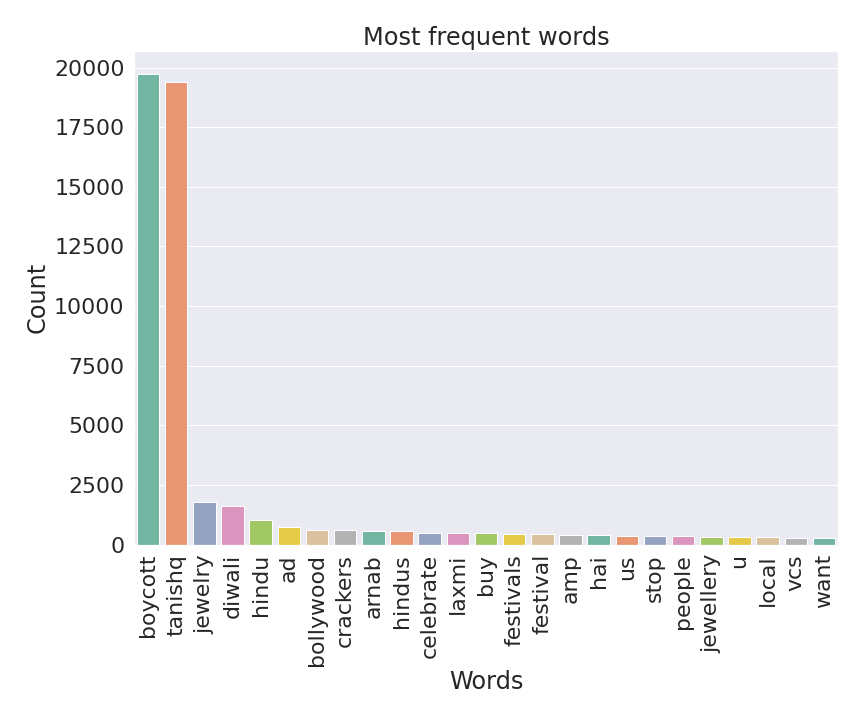 Most frequent words
20000
17500
15000
12500
10000
7500
5000
2500
0
Count
boycott
tanishq
jewelry
diwali
hindu
ad
bollywood
crackers
arnab
hindus
celebrate
laxmi
buy
festivals
festival
amp
hai
us
stop
people
jewellery
u
local
vcs
want
Words